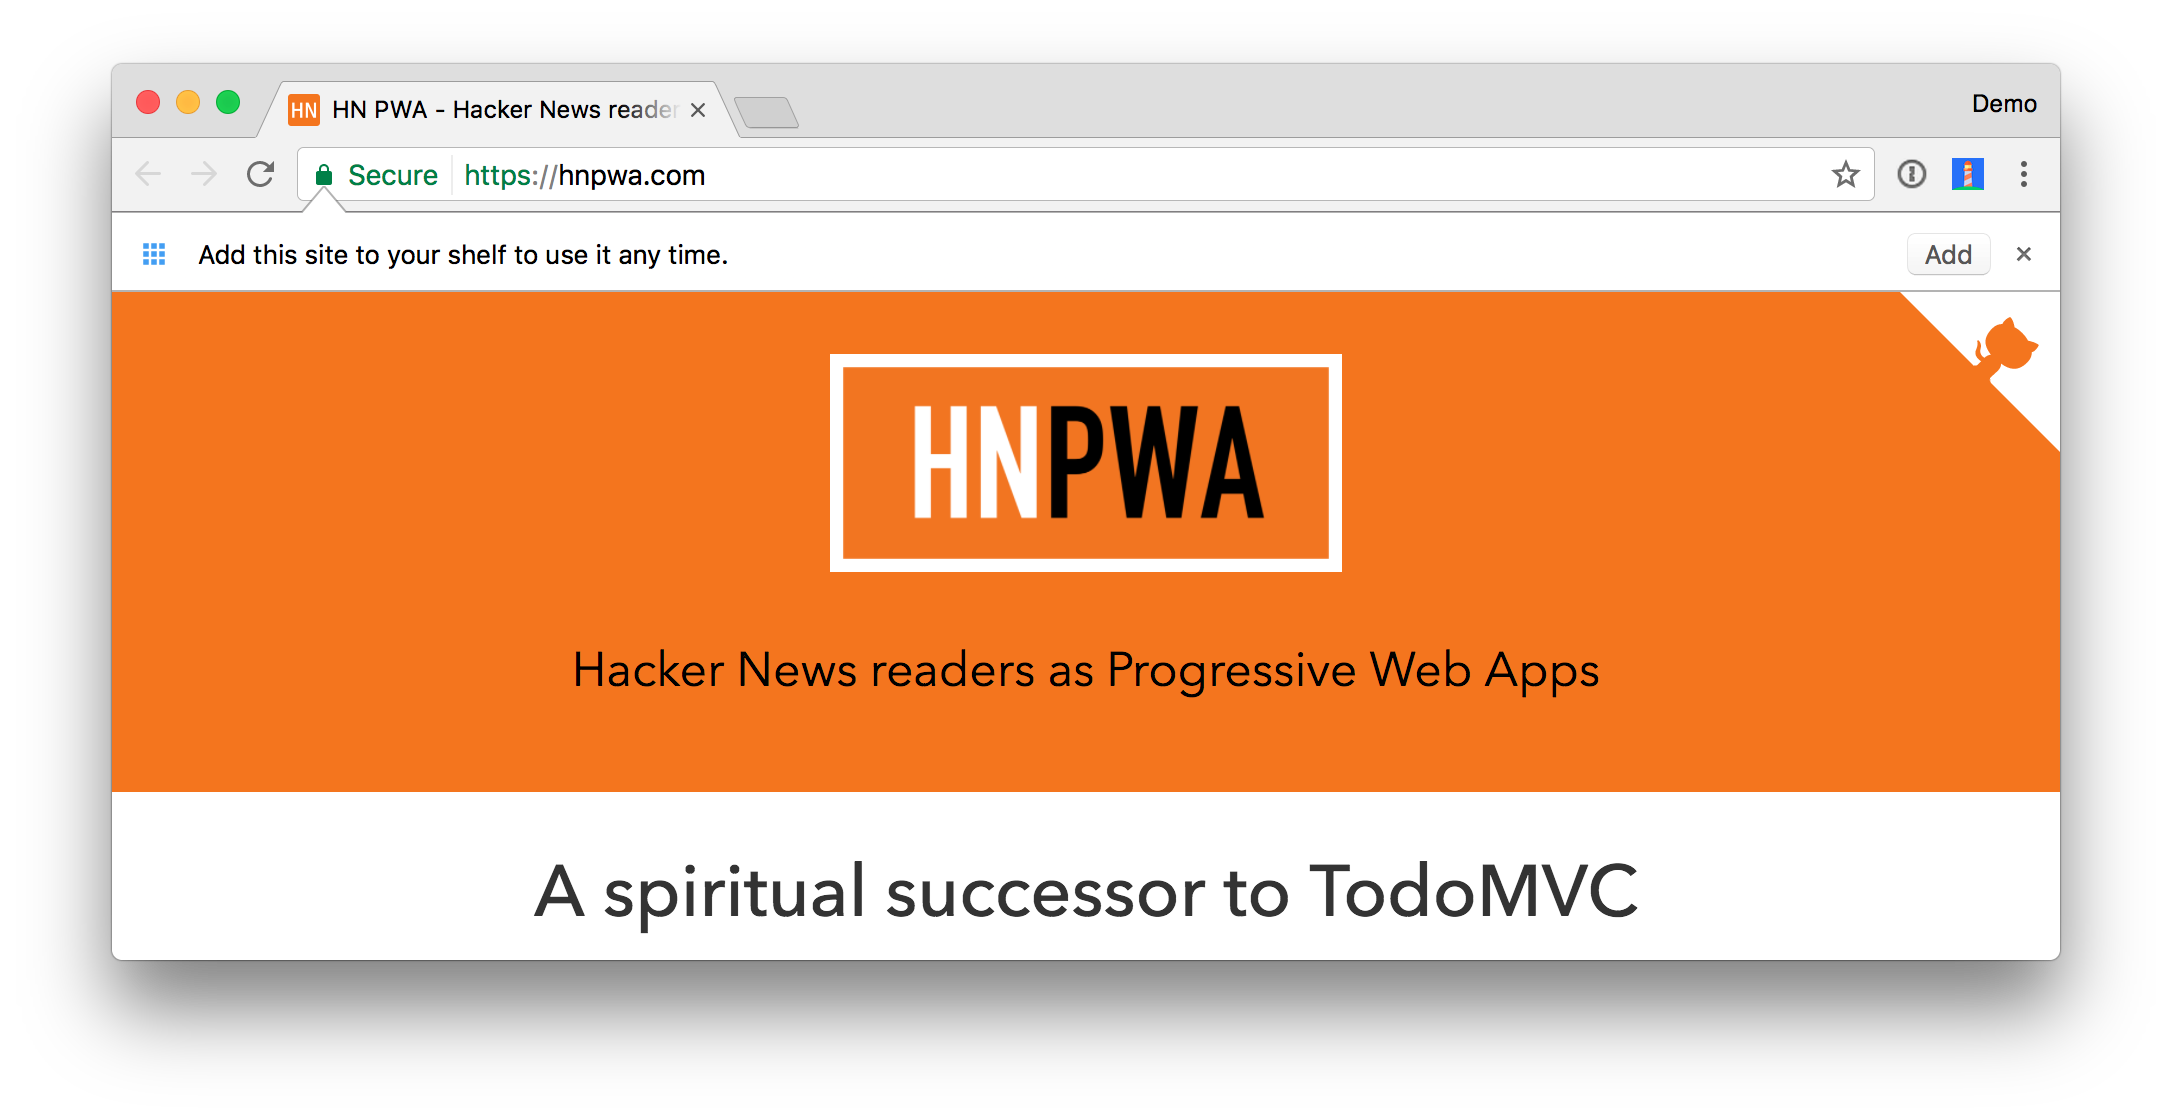 HN HN PWA - Hacker News reader
Demo
Secure https://hnpwa.com
Add this site to your shelf to use it any time.
Add
HNPWA
Hacker News readers as Progressive Web Apps
A spiritual successor to TodoMVC